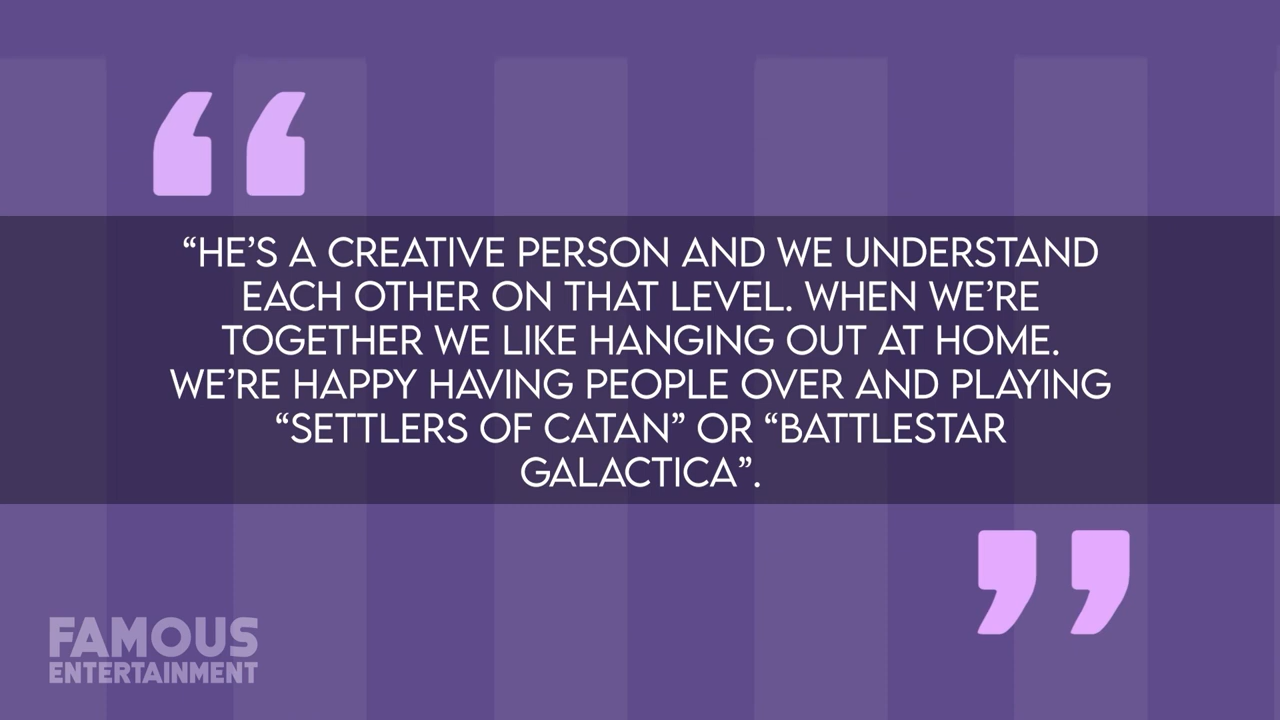 “HE’S A CREATIVE PERSON AND WE UNDERSTAND
EACH OTHER ON THAT LEVEL. WHEN WE’RE
TOGETHER WE LIKE HANGING OUT AT HOME.
WE’RE HAPPY HAVING PEOPLE OVER AND PLAYING
“SETTLERS OF CATAN” OR “BATTLESTAR
GALACTICA”.
FAMOUS
ENTERTAINMENT